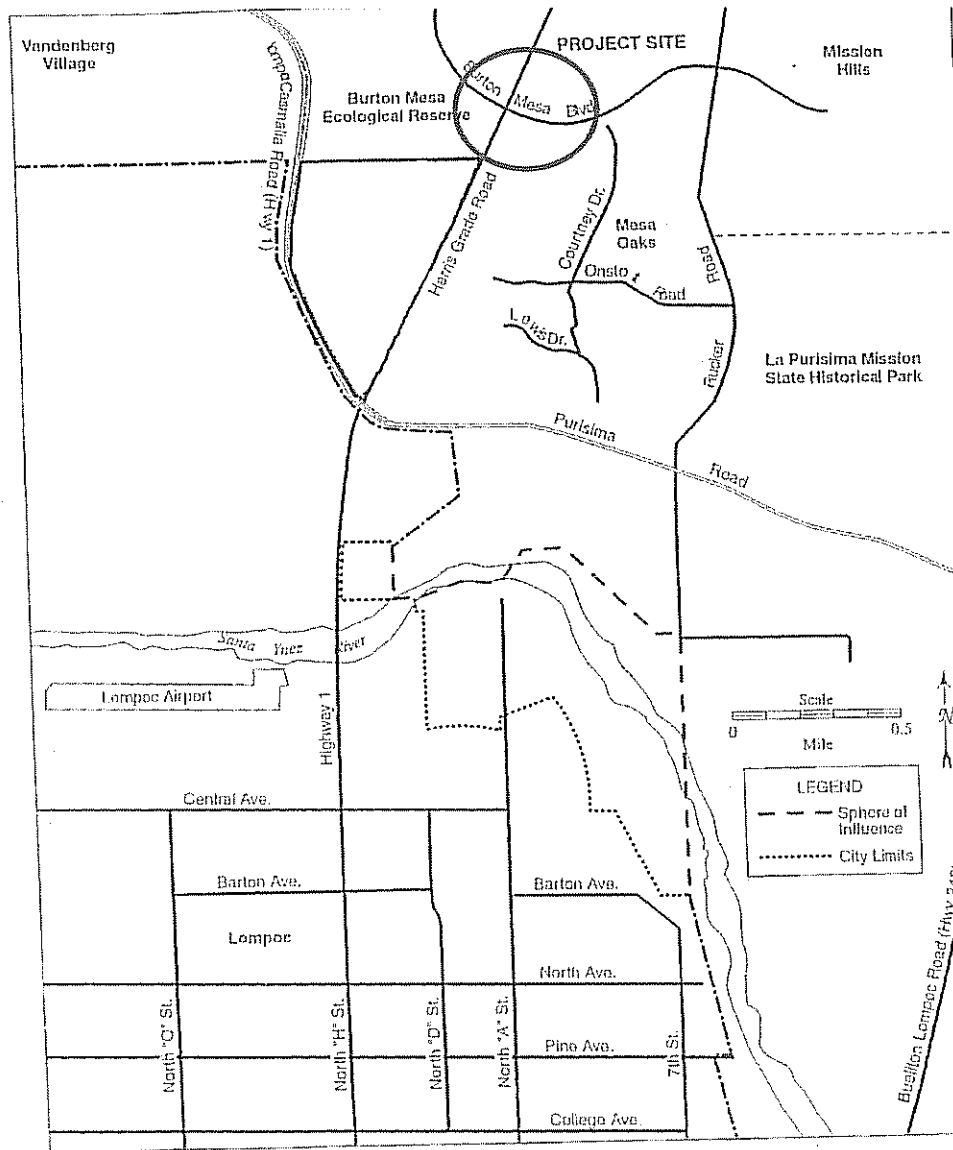 Vandenberg
Village
PROJECT SITE
Mission
Hills
Burton Mesa
Ecological Reserve
Burton Mesa Blvd.
Lompoc Casmalia Road (Hwy 1)
Harris Grade Road
Courtney Dr.
Mesa
Oaks
Onstot Road
Rucker Road
Lewis Dr.
La Purisima Mission
State Historical Park
Purisima Road
Santa Ynez River
Lompoc Airport
Highway 1
Scale
0 0.5
Mile
N
LEGEND
Sphere of
Influence
City Limits
Central Ave.
Barton Ave.
Barton Ave.
Lompoc
North Ave.
North "O" St.
North "H" St.
North "D" St.
North "A" St.
7th St.
Pine Ave.
College Ave.
Buellton Lompoc Road (Hwy